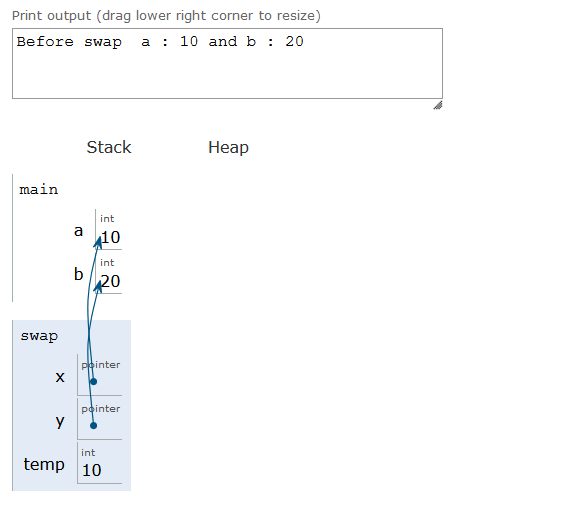 Print output (drag lower right corner to resize)
Before swap  a : 10 and b : 20
Stack Heap
main
int
a 10
int
b 20
swap
pointer
x
pointer
y
int
temp 10